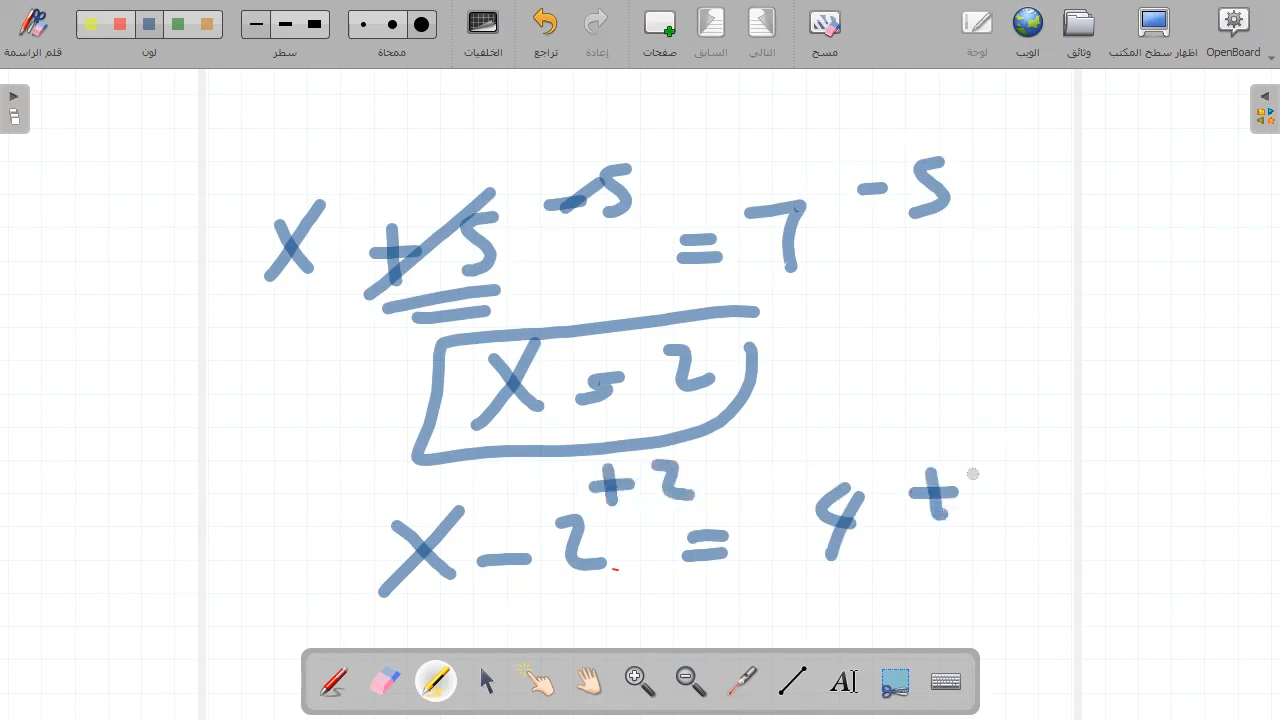 قلم الراسمة لون سطر ممحاة الخلفيات تراجع إعادة صفحات السابق التالي مسح لوحة الويب وثائق اظهار سطح المكتب OpenBoard
x + 5 - 5 = 7 - 5
x = 2
x - 2 + 2 = 4 +
AI